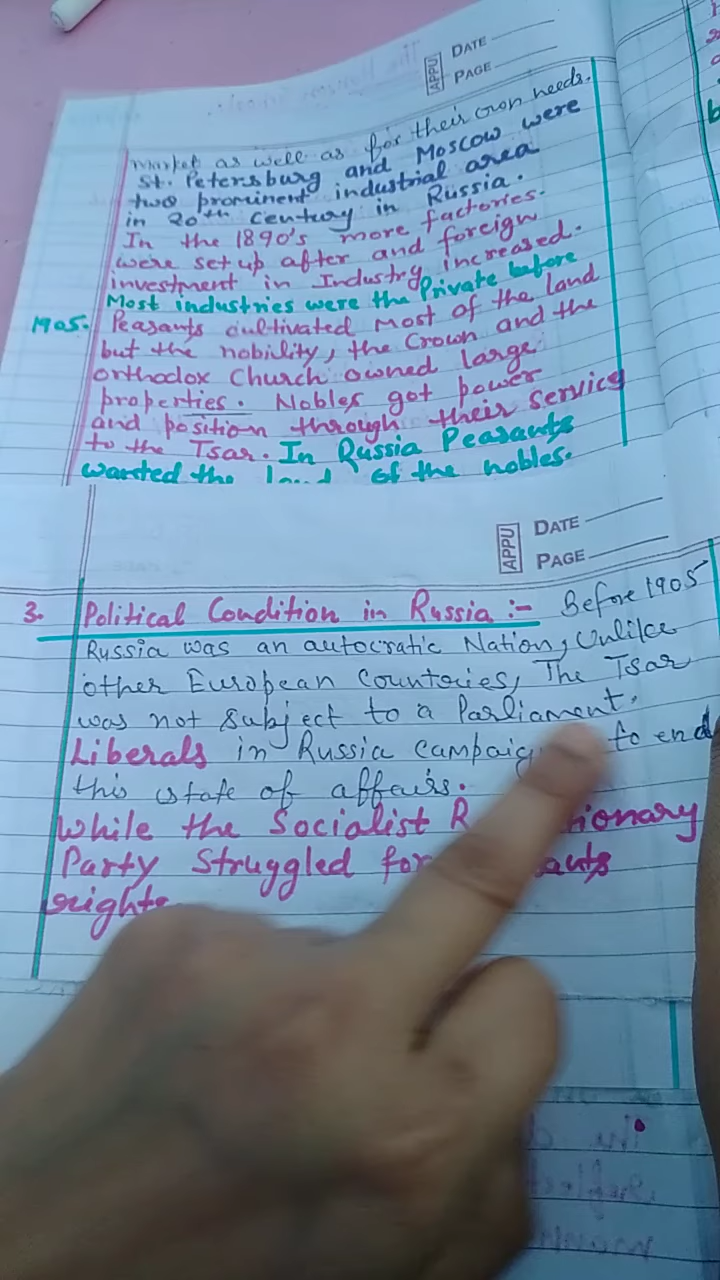 APPU
DATE
PAGE
market as well as for their own needs.
St. Petersburg and Moscow were
two prominent industrial area
in 20th Century in Russia.
In the 1890's more factories.
were set up after and foreign
investment in Industry increased.
Most industries were the Private before
1905. Peasants cultivated most of the land
but the nobility, the Crown and the
orthodox Church owned large
properties. Nobles got power
and position through their service
to the Tsar. In Russia Peasants
wanted the of the nobles.
APPU
DATE
PAGE
3. Political Condition in Russia :- Before 1905
Russia was an autocratic Nation, Unlike
other European Countries, The Tsar
was not Subject to a Parliament.
Liberals in Russia Campaig to end
this state of affairs.
While the Socialist R tionary
Party Struggled for ants
rights